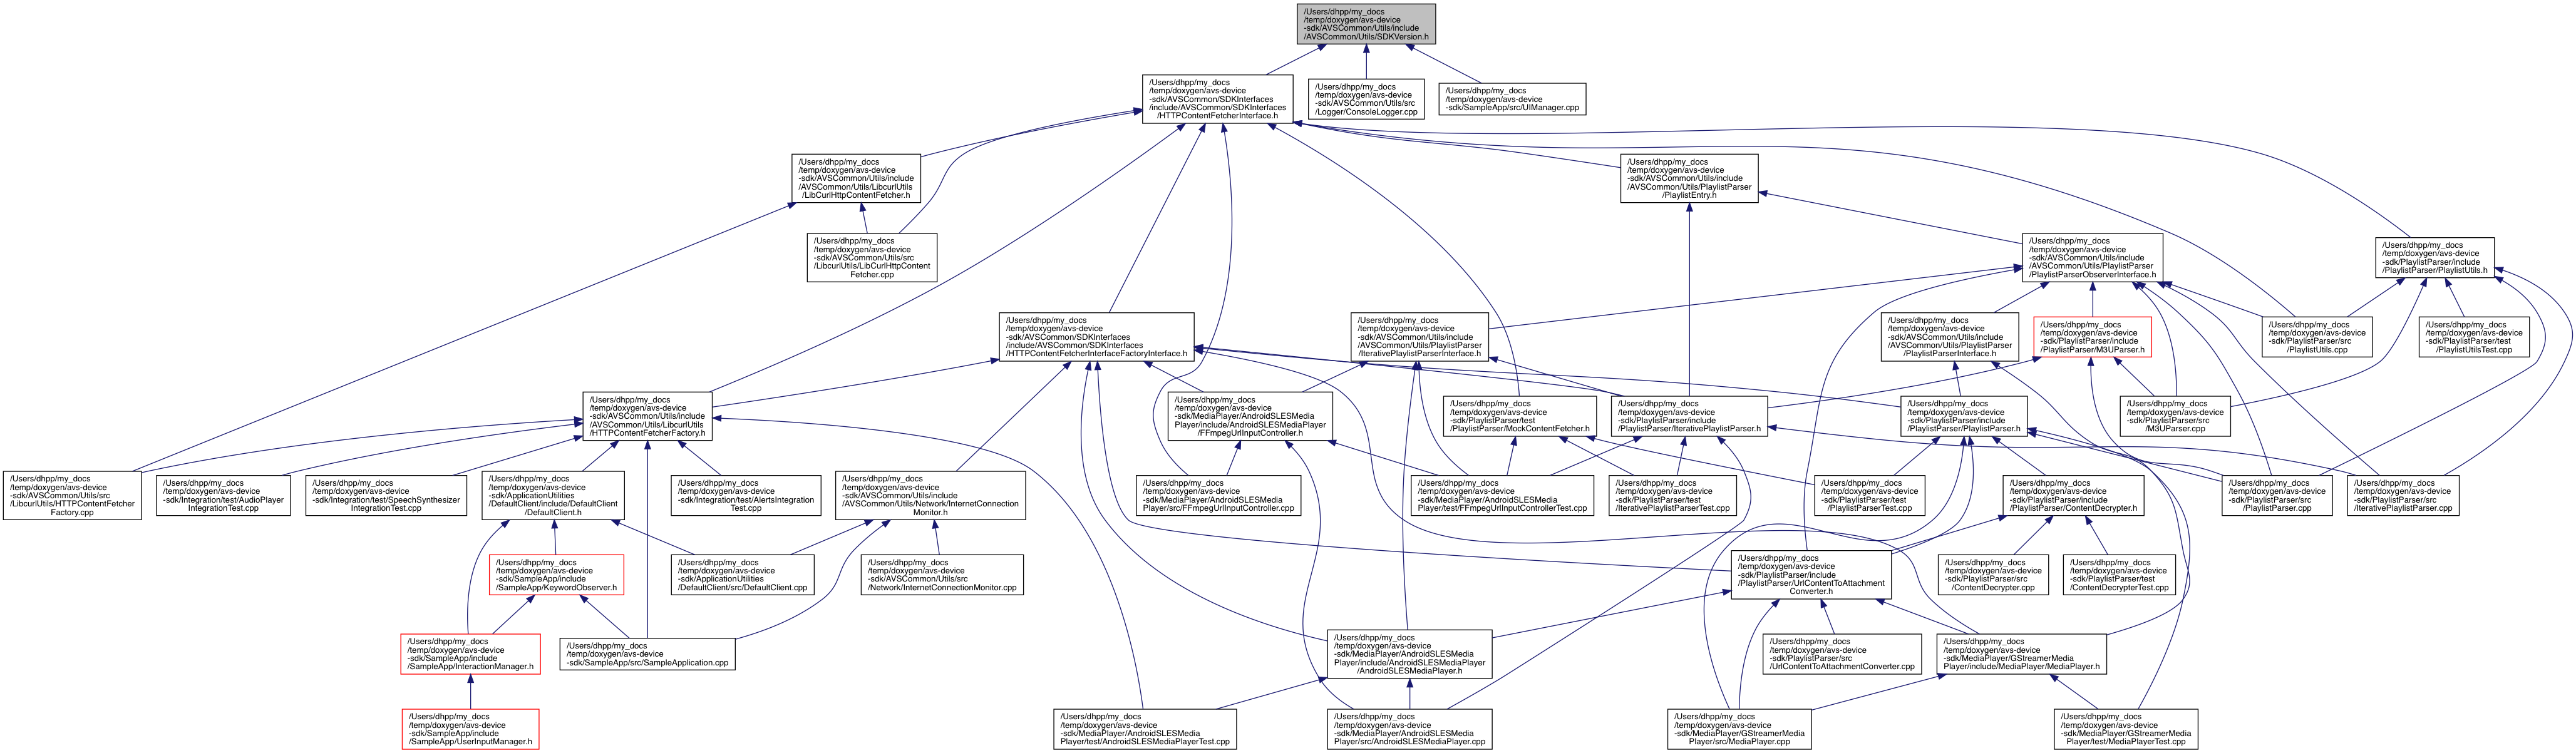 /Users/dhpp/my_docs
/temp/doxygen/avs-device
-sdk/AVSCommon/Utils/include
/AVSCommon/Utils/SDKVersion.h
/Users/dhpp/my_docs
/temp/doxygen/avs-device
-sdk/AVSCommon/SDKInterfaces
/include/AVSCommon/SDKInterfaces
/HTTPContentFetcherInterface.h
/Users/dhpp/my_docs
/temp/doxygen/avs-device
-sdk/AVSCommon/Utils/src
/Logger/ConsoleLogger.cpp
/Users/dhpp/my_docs
/temp/doxygen/avs-device
-sdk/SampleApp/src/UIManager.cpp
/Users/dhpp/my_docs
/temp/doxygen/avs-device
-sdk/AVSCommon/Utils/include
/AVSCommon/Utils/LibcurlUtils
/LibCurlHttpContentFetcher.h
/Users/dhpp/my_docs
/temp/doxygen/avs-device
-sdk/AVSCommon/Utils/include
/AVSCommon/Utils/PlaylistParser
/PlaylistEntry.h
/Users/dhpp/my_docs
/temp/doxygen/avs-device
-sdk/AVSCommon/Utils/src
/LibcurlUtils/LibCurlHttpContent
Fetcher.cpp
/Users/dhpp/my_docs
/temp/doxygen/avs-device
-sdk/AVSCommon/Utils/include
/AVSCommon/Utils/PlaylistParser
/PlaylistParserObserverInterface.h
/Users/dhpp/my_docs
/temp/doxygen/avs-device
-sdk/PlaylistParser/include
/PlaylistParser/PlaylistUtils.h
/Users/dhpp/my_docs
/temp/doxygen/avs-device
-sdk/AVSCommon/SDKInterfaces
/include/AVSCommon/SDKInterfaces
/HTTPContentFetcherInterfaceFactoryInterface.h
/Users/dhpp/my_docs
/temp/doxygen/avs-device
-sdk/AVSCommon/Utils/include
/AVSCommon/Utils/PlaylistParser
/IterativePlaylistParserInterface.h
/Users/dhpp/my_docs
/temp/doxygen/avs-device
-sdk/AVSCommon/Utils/include
/AVSCommon/Utils/PlaylistParser
/PlaylistParserInterface.h
/Users/dhpp/my_docs
/temp/doxygen/avs-device
-sdk/PlaylistParser/include
/PlaylistParser/M3UParser.h
/Users/dhpp/my_docs
/temp/doxygen/avs-device
-sdk/PlaylistParser/src
/PlaylistUtils.cpp
/Users/dhpp/my_docs
/temp/doxygen/avs-device
-sdk/PlaylistParser/test
/PlaylistUtilsTest.cpp
/Users/dhpp/my_docs
/temp/doxygen/avs-device
-sdk/AVSCommon/Utils/include
/AVSCommon/Utils/LibcurlUtils
/HTTPContentFetcherFactory.h
/Users/dhpp/my_docs
/temp/doxygen/avs-device
-sdk/MediaPlayer/AndroidSLESMedia
Player/include/AndroidSLESMediaPlayer
/FFmpegUrlInputController.h
/Users/dhpp/my_docs
/temp/doxygen/avs-device
-sdk/PlaylistParser/test
/PlaylistParser/MockContentFetcher.h
/Users/dhpp/my_docs
/temp/doxygen/avs-device
-sdk/PlaylistParser/include
/PlaylistParser/IterativePlaylistParser.h
/Users/dhpp/my_docs
/temp/doxygen/avs-device
-sdk/PlaylistParser/include
/PlaylistParser/PlaylistParser.h
/Users/dhpp/my_docs
/temp/doxygen/avs-device
-sdk/PlaylistParser/src
/M3UParser.cpp
/Users/dhpp/my_docs
/temp/doxygen/avs-device
-sdk/AVSCommon/Utils/src
/LibcurlUtils/HTTPContentFetcher
Factory.cpp
/Users/dhpp/my_docs
/temp/doxygen/avs-device
-sdk/Integration/test/AudioPlayer
IntegrationTest.cpp
/Users/dhpp/my_docs
/temp/doxygen/avs-device
-sdk/Integration/test/SpeechSynthesizer
IntegrationTest.cpp
/Users/dhpp/my_docs
/temp/doxygen/avs-device
-sdk/ApplicationUtilities
/DefaultClient/include/DefaultClient
/DefaultClient.h
/Users/dhpp/my_docs
/temp/doxygen/avs-device
-sdk/Integration/test/AlertsIntegration
Test.cpp
/Users/dhpp/my_docs
/temp/doxygen/avs-device
-sdk/AVSCommon/Utils/include
/AVSCommon/Utils/Network/InternetConnection
Monitor.h
/Users/dhpp/my_docs
/temp/doxygen/avs-device
-sdk/MediaPlayer/AndroidSLESMedia
Player/src/FFmpegUrlInputController.cpp
/Users/dhpp/my_docs
/temp/doxygen/avs-device
-sdk/MediaPlayer/AndroidSLESMedia
Player/test/FFmpegUrlInputControllerTest.cpp
/Users/dhpp/my_docs
/temp/doxygen/avs-device
-sdk/PlaylistParser/test
/IterativePlaylistParserTest.cpp
/Users/dhpp/my_docs
/temp/doxygen/avs-device
-sdk/PlaylistParser/test
/PlaylistParserTest.cpp
/Users/dhpp/my_docs
/temp/doxygen/avs-device
-sdk/PlaylistParser/include
/PlaylistParser/ContentDecrypter.h
/Users/dhpp/my_docs
/temp/doxygen/avs-device
-sdk/PlaylistParser/src
/PlaylistParser.cpp
/Users/dhpp/my_docs
/temp/doxygen/avs-device
-sdk/PlaylistParser/src
/IterativePlaylistParser.cpp
/Users/dhpp/my_docs
/temp/doxygen/avs-device
-sdk/SampleApp/include
/SampleApp/KeywordObserver.h
/Users/dhpp/my_docs
/temp/doxygen/avs-device
-sdk/ApplicationUtilities
/DefaultClient/src/DefaultClient.cpp
/Users/dhpp/my_docs
/temp/doxygen/avs-device
-sdk/AVSCommon/Utils/src
/Network/InternetConnectionMonitor.cpp
/Users/dhpp/my_docs
/temp/doxygen/avs-device
-sdk/PlaylistParser/include
/PlaylistParser/UrlContentToAttachment
Converter.h
/Users/dhpp/my_docs
/temp/doxygen/avs-device
-sdk/PlaylistParser/src
/ContentDecrypter.cpp
/Users/dhpp/my_docs
/temp/doxygen/avs-device
-sdk/PlaylistParser/test
/ContentDecrypterTest.cpp
/Users/dhpp/my_docs
/temp/doxygen/avs-device
-sdk/SampleApp/include
/SampleApp/InteractionManager.h
/Users/dhpp/my_docs
/temp/doxygen/avs-device
-sdk/SampleApp/src/SampleApplication.cpp
/Users/dhpp/my_docs
/temp/doxygen/avs-device
-sdk/MediaPlayer/AndroidSLESMedia
Player/include/AndroidSLESMediaPlayer
/AndroidSLESMediaPlayer.h
/Users/dhpp/my_docs
/temp/doxygen/avs-device
-sdk/PlaylistParser/src
/UrlContentToAttachmentConverter.cpp
/Users/dhpp/my_docs
/temp/doxygen/avs-device
-sdk/MediaPlayer/GStreamerMedia
Player/include/MediaPlayer/MediaPlayer.h
/Users/dhpp/my_docs
/temp/doxygen/avs-device
-sdk/SampleApp/include
/SampleApp/UserInputManager.h
/Users/dhpp/my_docs
/temp/doxygen/avs-device
-sdk/MediaPlayer/AndroidSLESMedia
Player/test/AndroidSLESMediaPlayerTest.cpp
/Users/dhpp/my_docs
/temp/doxygen/avs-device
-sdk/MediaPlayer/AndroidSLESMedia
Player/src/AndroidSLESMediaPlayer.cpp
/Users/dhpp/my_docs
/temp/doxygen/avs-device
-sdk/MediaPlayer/GStreamerMedia
Player/src/MediaPlayer.cpp
/Users/dhpp/my_docs
/temp/doxygen/avs-device
-sdk/MediaPlayer/GStreamerMedia
Player/test/MediaPlayerTest.cpp